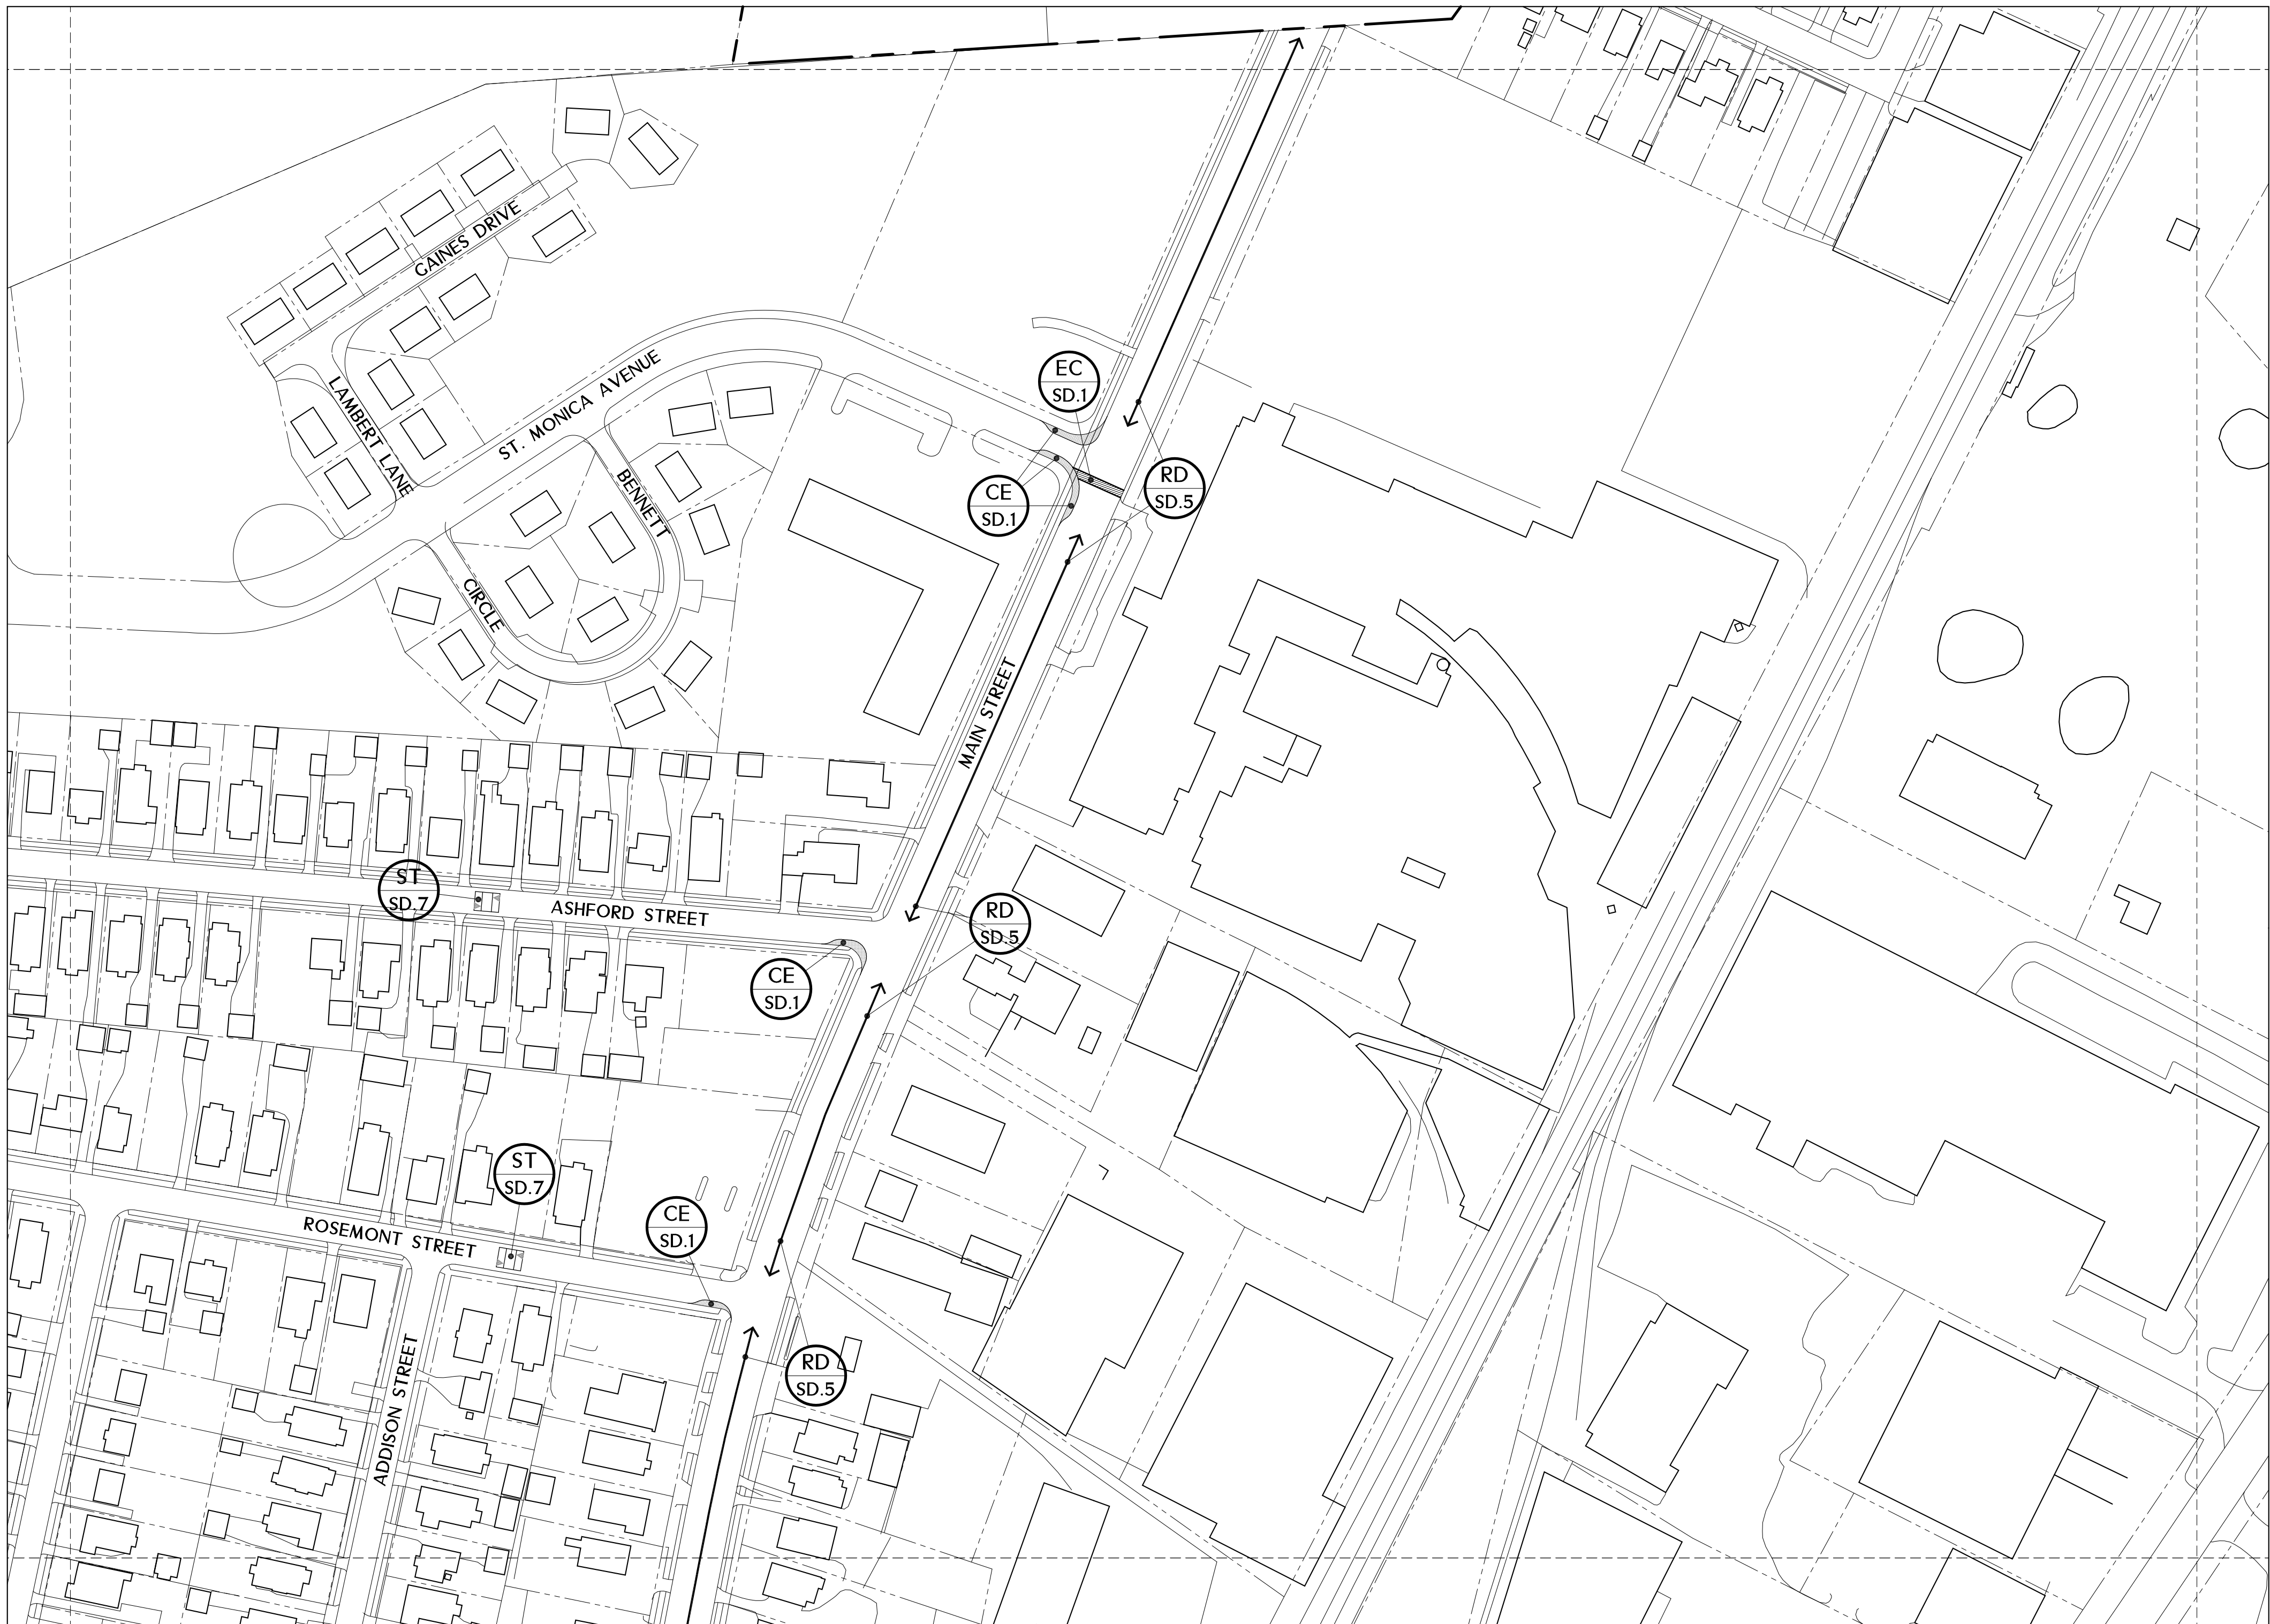 GAINES DRIVE
LAMBERT LANE
ST. MONICA AVENUE
EC
SD.1
BENNETT
CE
SD.1
RD
SD.5
CIRCLE
MAIN STREET
ST
SD.7
ASHFORD STREET
RD
SD.5
CE
SD.1
ST
SD.7
ROSEMONT STREET
CE
SD.1
ADDISON STREET
RD
SD.5